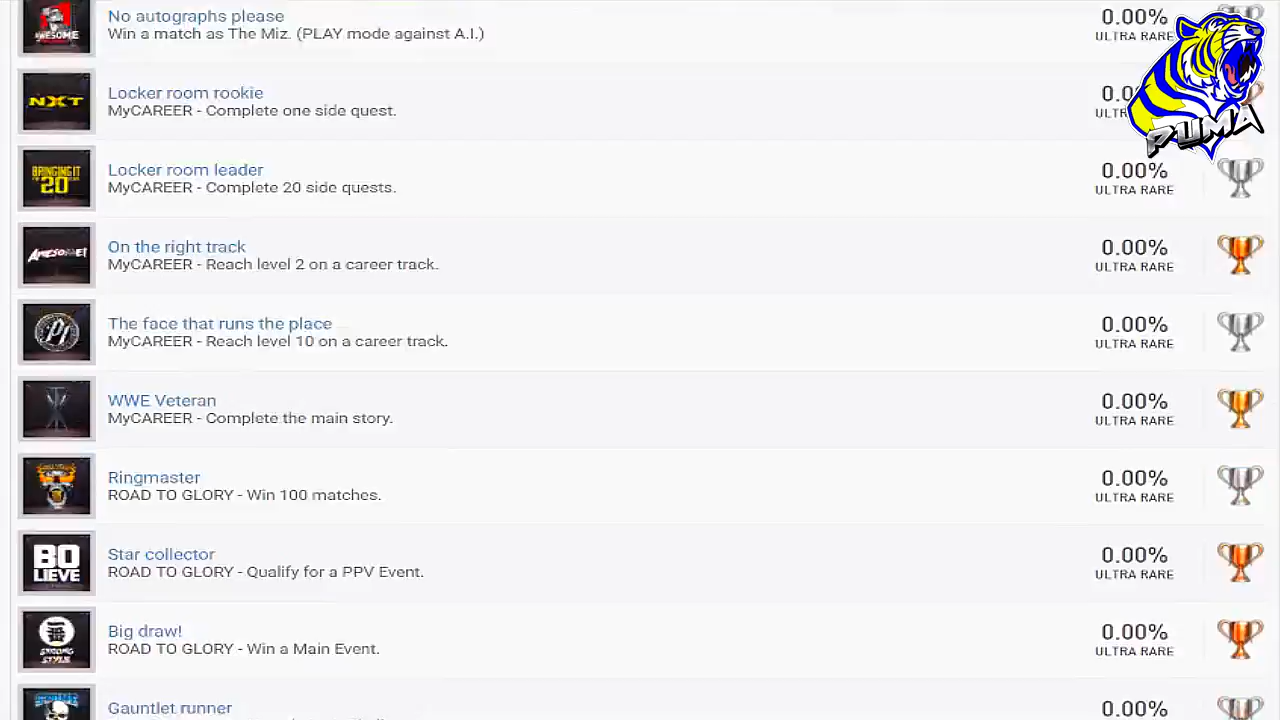 No autographs please
Win a match as The Miz. (PLAY mode against A.I.)
0.00%
ULTRA RARE
AWESOME
PUMA
NXT
Locker room rookie
MyCAREER - Complete one side quest.
BRINGING IT
20
Locker room leader
MyCAREER - Complete 20 side quests.
0.00%
ULTRA RARE
On the right track
MyCAREER - Reach level 2 on a career track.
0.00%
ULTRA RARE
The face that runs the place
MyCAREER - Reach level 10 on a career track.
0.00%
ULTRA RARE
WWE Veteran
MyCAREER - Complete the main story.
0.00%
ULTRA RARE
Ringmaster
ROAD TO GLORY - Win 100 matches.
0.00%
ULTRA RARE
BO
LIEVE
Star collector
ROAD TO GLORY - Qualify for a PPV Event.
0.00%
ULTRA RARE
STRONG
STYLE
Big draw!
ROAD TO GLORY - Win a Main Event.
0.00%
ULTRA RARE
Gauntlet runner
0.00%